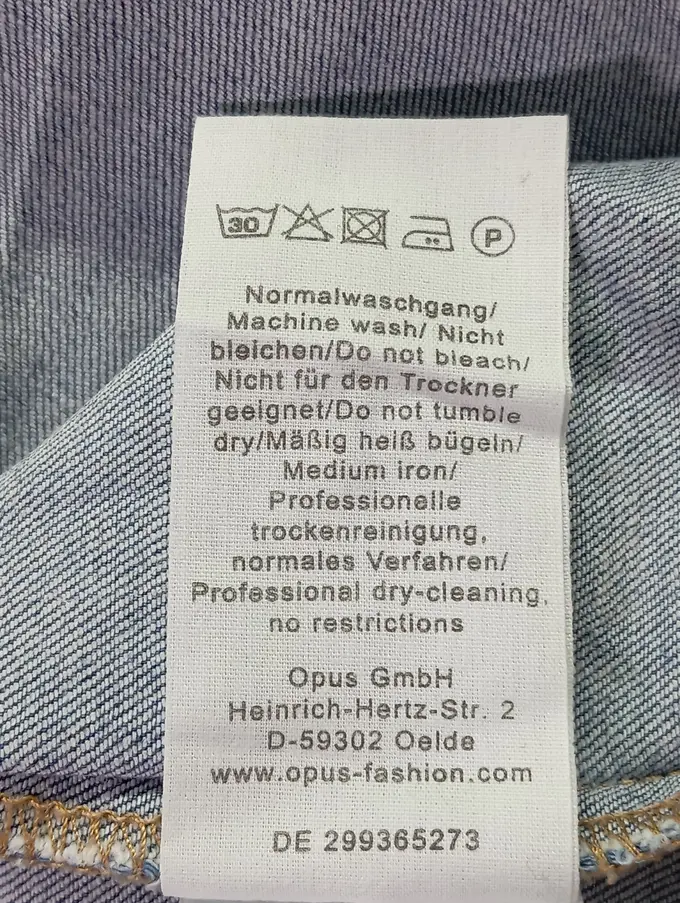 30 P
Normalwaschgang/
Machine wash/ Nicht
bleichen/Do not bleach/
Nicht für den Trockner
geeignet/Do not tumble
dry/Mäßig heiß bügeln/
Medium iron/
Professionelle
trockenreinigung,
normales Verfahren/
Professional dry-cleaning,
no restrictions
Opus GmbH
Heinrich-Hertz-Str. 2
D-59302 Oelde
www.opus-fashion.com
DE 299365273